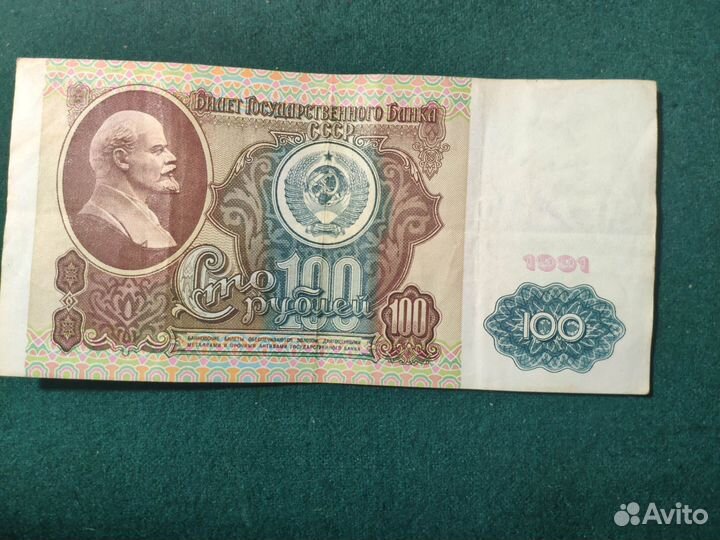 Билет Государственного Банка
СССР
1991
Сто 100
рублей
100
100
БАНКОВСКИЕ БИЛЕТЫ ОБЕСПЕЧИВАЮТСЯ ЗОЛОТОМ, ДРАГОЦЕННЫМИ
МЕТАЛЛАМИ И ПРОЧИМИ АКТИВАМИ ГОСУДАРСТВЕННОГО БАНКА
Avito